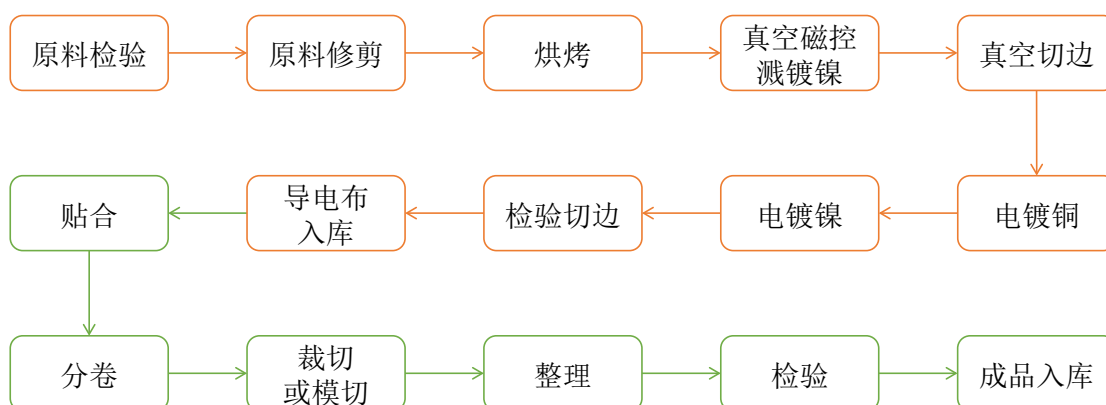 原料检验
原料修剪
烘烤
真空磁控
溅镀镍
真空切边
电镀铜
电镀镍
检验切边
导电布
入库
贴合
分卷
裁切
或模切
整理
检验
成品入库